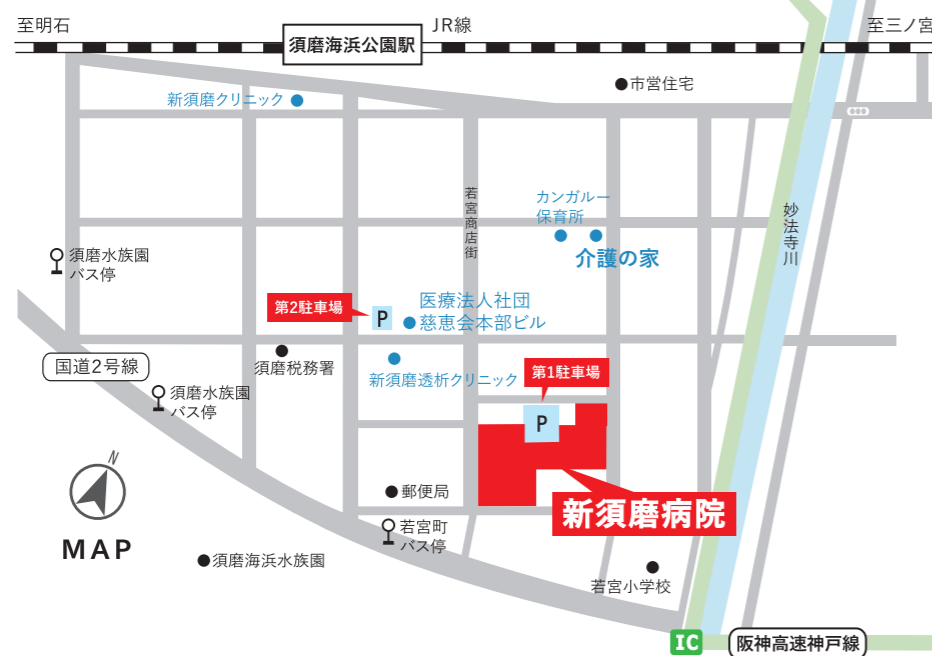 至明石
JR線
至三ノ宮
須磨海浜公園駅
市営住宅
新須磨クリニック
若宮商店街
カンガルー
保育所
介護の家
妙法寺川
須磨水族園
バス停
第2駐車場
P
医療法人社団
慈恵会本部ビル
国道2号線
須磨税務署
新須磨透析クリニック
第1駐車場
P
須磨水族園
バス停
N
MAP
郵便局
新須磨病院
若宮町
バス停
須磨海浜水族園
若宮小学校
IC
阪神高速神戸線